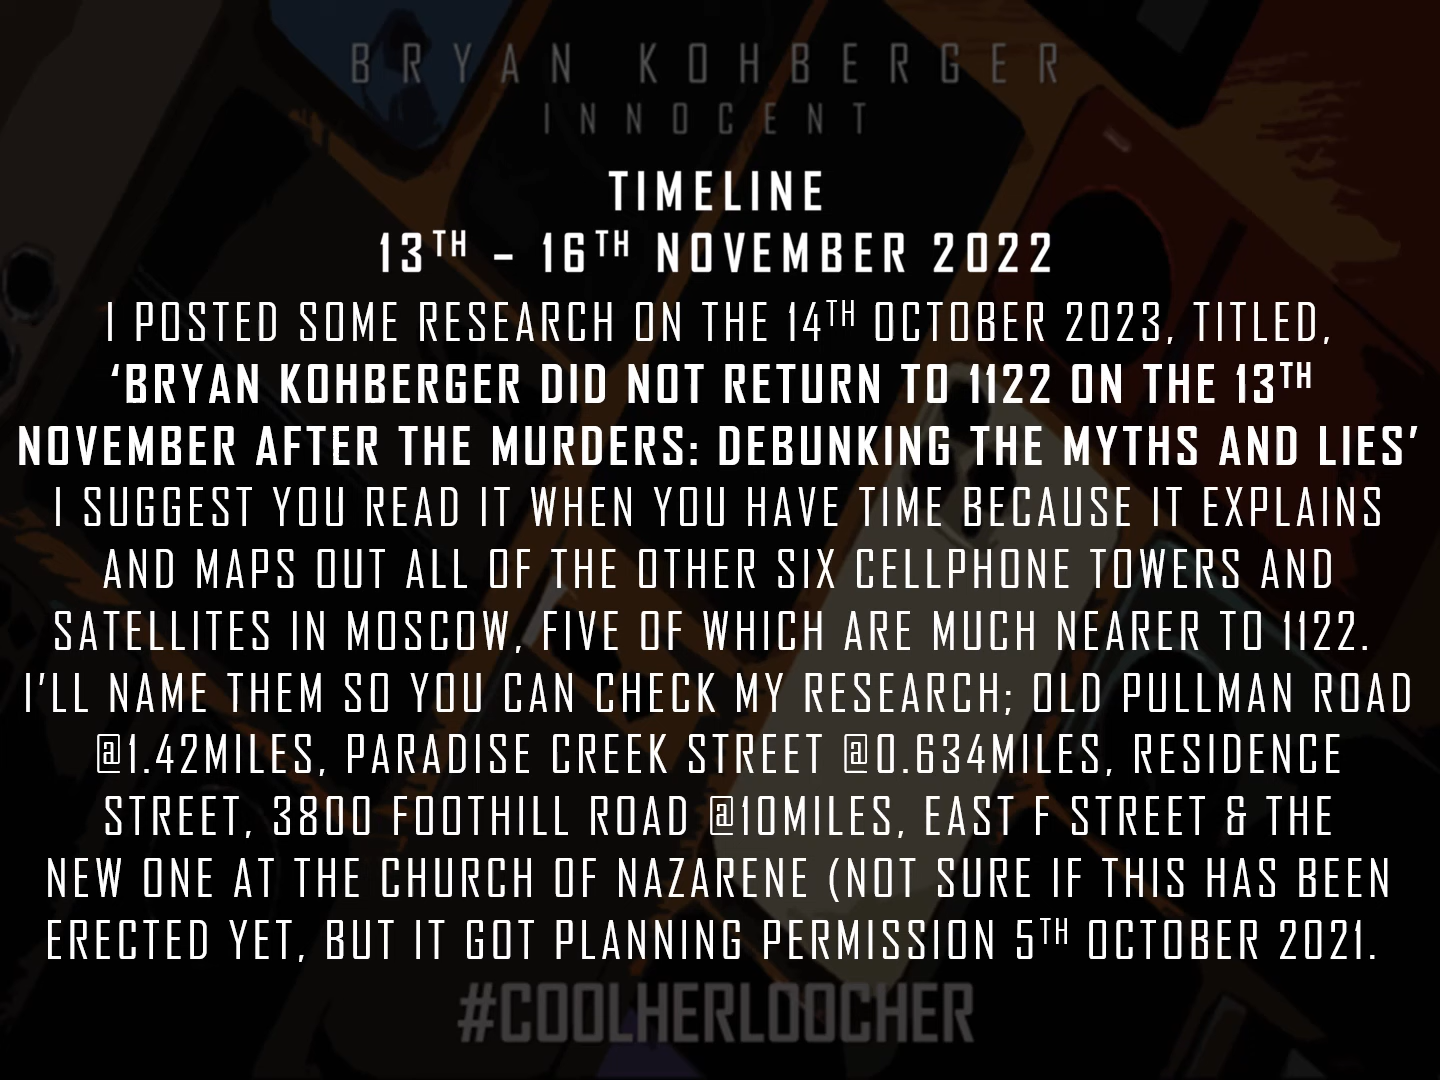 BRYAN KOHBERGER
INNOCENT
TIMELINE
13TH – 16TH NOVEMBER 2022
I POSTED SOME RESEARCH ON THE 14TH OCTOBER 2023, TITLED,
‘BRYAN KOHBERGER DID NOT RETURN TO 1122 ON THE 13TH
NOVEMBER AFTER THE MURDERS: DEBUNKING THE MYTHS AND LIES’
I SUGGEST YOU READ IT WHEN YOU HAVE TIME BECAUSE IT EXPLAINS
AND MAPS OUT ALL OF THE OTHER SIX CELLPHONE TOWERS AND
SATELLITES IN MOSCOW, FIVE OF WHICH ARE MUCH NEARER TO 1122.
I’LL NAME THEM SO YOU CAN CHECK MY RESEARCH; OLD PULLMAN ROAD
@1.42MILES, PARADISE CREEK STREET @0.634MILES, RESIDENCE
STREET, 3800 FOOTHILL ROAD @10MILES, EAST F STREET & THE
NEW ONE AT THE CHURCH OF NAZARENE (NOT SURE IF THIS HAS BEEN
ERECTED YET, BUT IT GOT PLANNING PERMISSION 5TH OCTOBER 2021.
#COOLHERLOOCHER